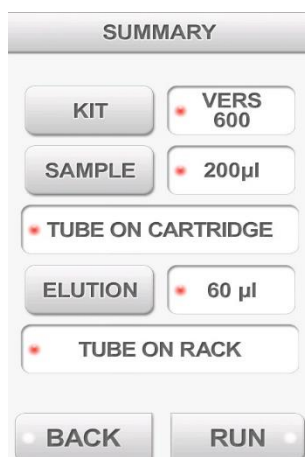 SUMMARY
KIT
VERS
600
SAMPLE
200µl
TUBE ON CARTRIDGE
ELUTION
60 µl
TUBE ON RACK
BACK
RUN